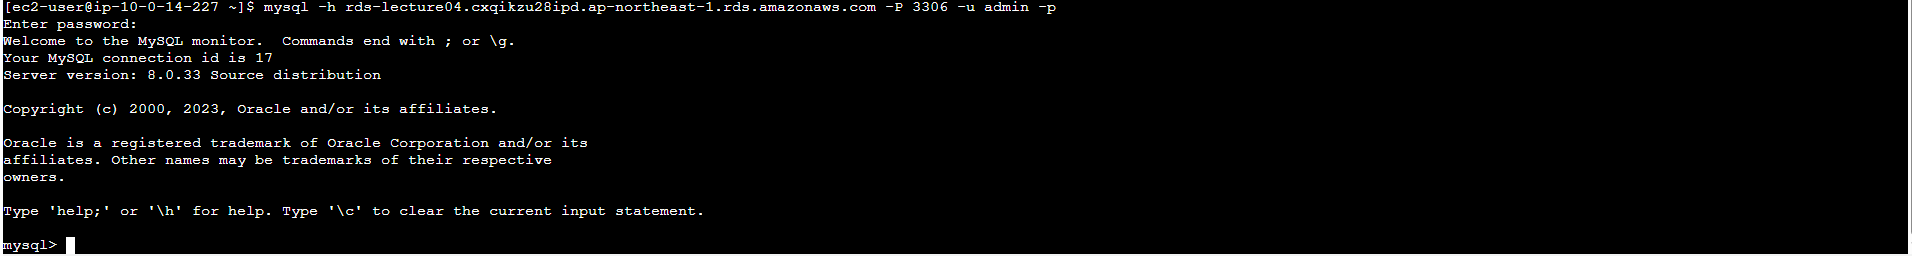 [ec2-user@ip-10-0-14-227 ~]$ mysql -h rds-lecture04.cxqikzu28ipd.ap-northeast-1.rds.amazonaws.com -P 3306 -u admin -p
Enter password:
Welcome to the MySQL monitor.  Commands end with ; or \g.
Your MySQL connection id is 17
Server version: 8.0.33 Source distribution
Copyright (c) 2000, 2023, Oracle and/or its affiliates.
Oracle is a registered trademark of Oracle Corporation and/or its
affiliates. Other names may be trademarks of their respective
owners.
Type 'help;' or '\h' for help. Type '\c' to clear the current input statement.
mysql>